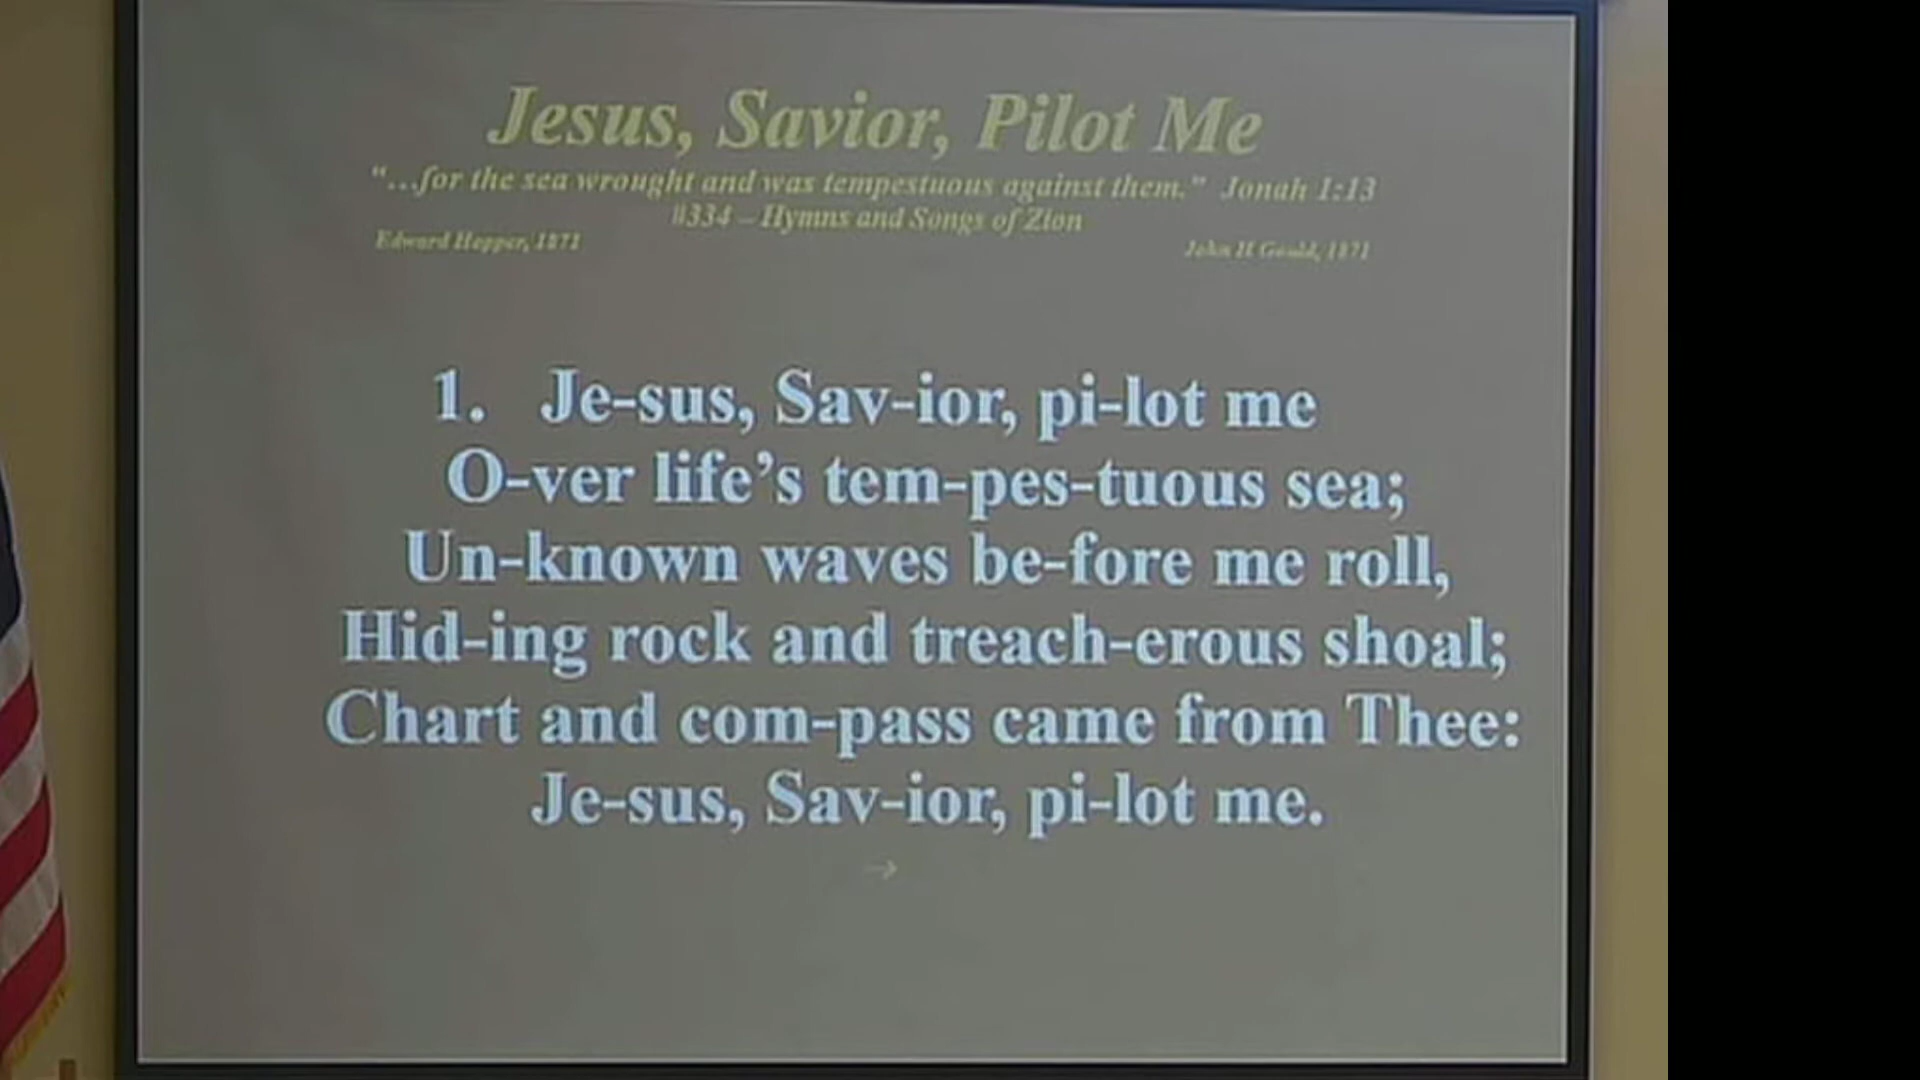 Jesus, Savior, Pilot Me
“...for the sea wrought and was tempestuous against them.” Jonah 1:13
#334 – Hymns and Songs of Zion
Edward Hopper, 1871
John H Gould, 1871
1. Je-sus, Sav-ior, pi-lot me
O-ver life’s tem-pes-tuous sea;
Un-known waves be-fore me roll,
Hid-ing rock and treach-erous shoal;
Chart and com-pass came from Thee:
Je-sus, Sav-ior, pi-lot me.
→